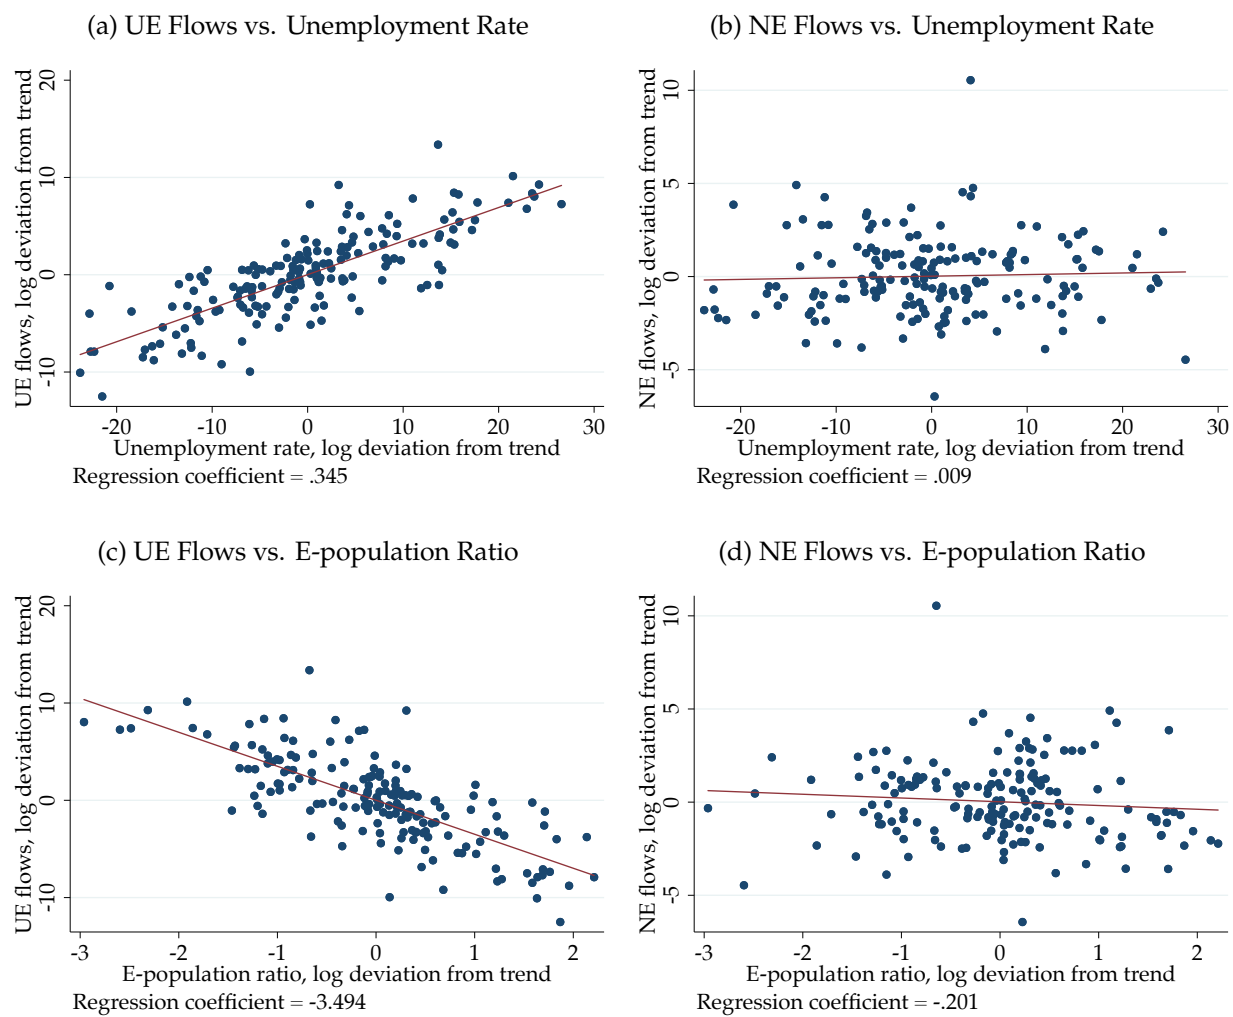 (a) UE Flows vs. Unemployment Rate
UE flows, log deviation from trend
20
10
0
-10
-20 -10 0 10 20 30
Unemployment rate, log deviation from trend
Regression coefficient = .345
(b) NE Flows vs. Unemployment Rate
NE flows, log deviation from trend
10
5
0
-5
-20 -10 0 10 20 30
Unemployment rate, log deviation from trend
Regression coefficient = .009
(c) UE Flows vs. E-population Ratio
UE flows, log deviation from trend
20
10
0
-10
-3 -2 -1 0 1 2
E-population ratio, log deviation from trend
Regression coefficient = -3.494
(d) NE Flows vs. E-population Ratio
NE flows, log deviation from trend
10
5
0
-5
-3 -2 -1 0 1 2
E-population ratio, log deviation from trend
Regression coefficient = -.201